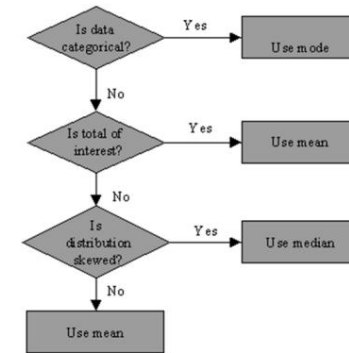 Is data
categorical?
Yes
Use mode
No
Is total of
interest?
Yes
Use mean
No
Is
distribution
skewed?
Yes
Use median
No
Use mean